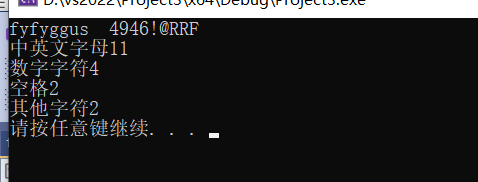 D:\vs2022\Project3\x64\Debug\Project3.exe
fyfyggus  4946!@RRF
中英文字母11
数字字符4
空格2
其他字符2
请按任意键继续. . .